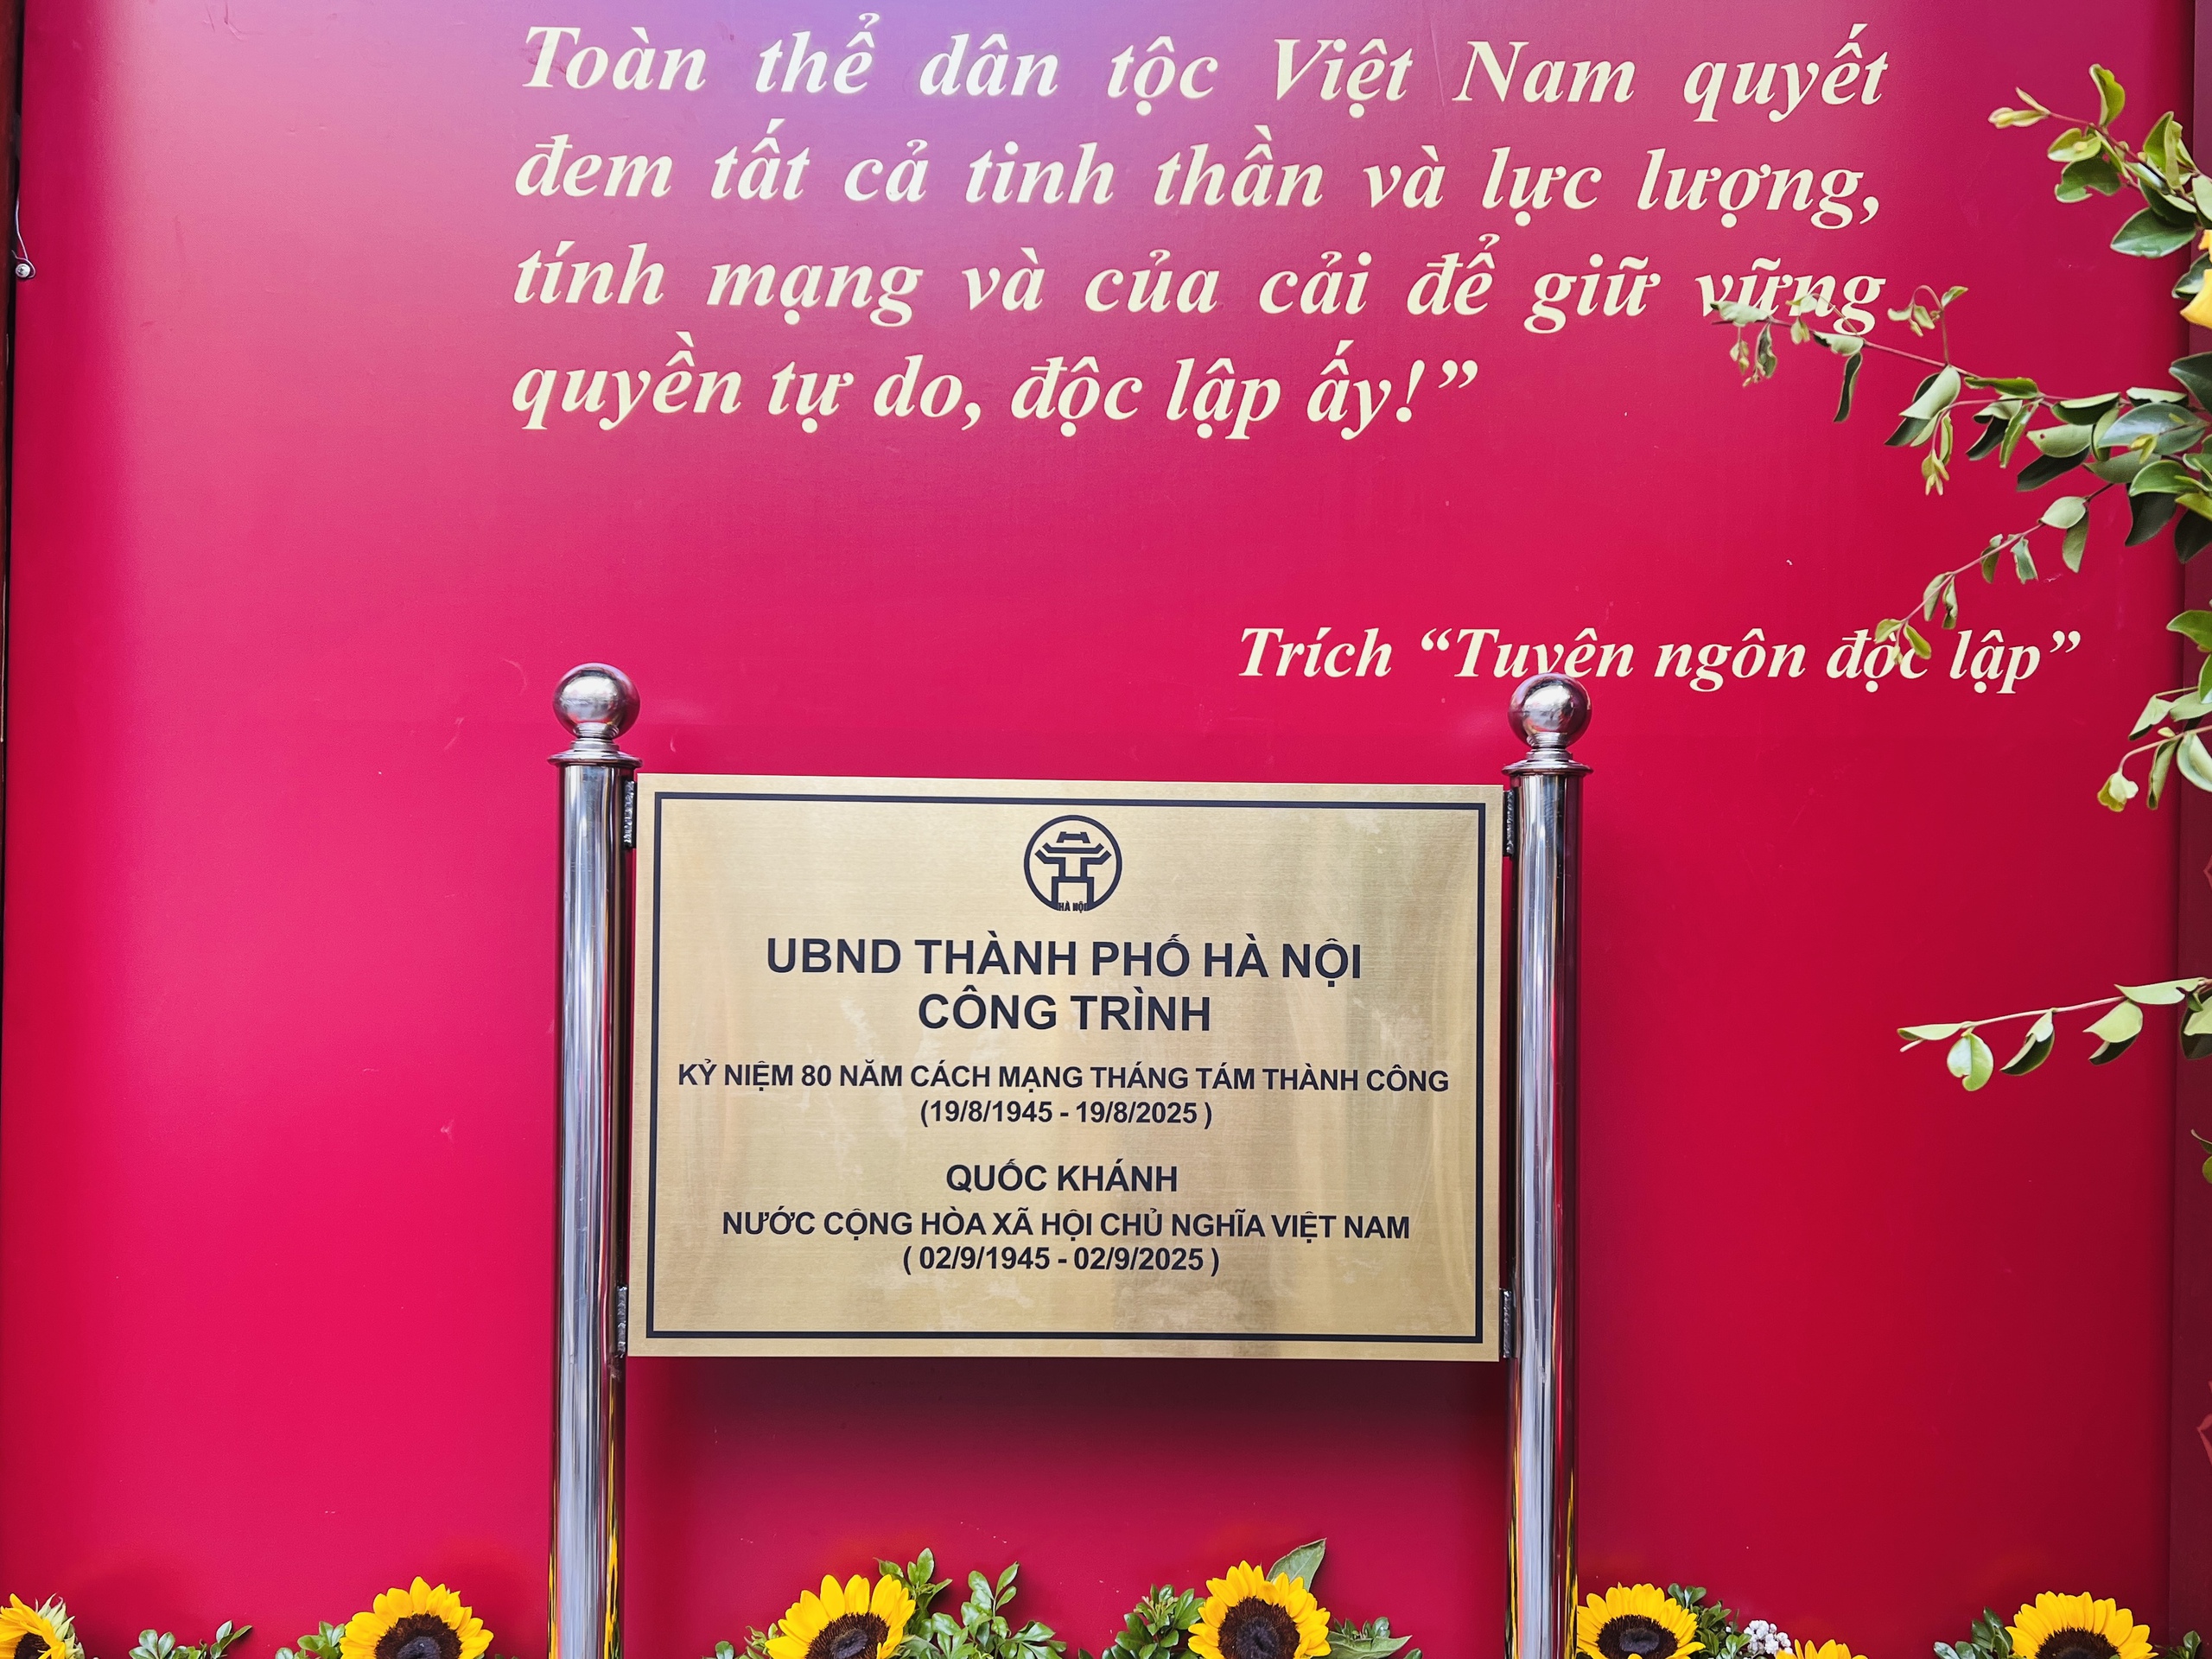 Toàn thể dân tộc Việt Nam quyết
đem tất cả tinh thần và lực lượng,
tính mạng và của cải để giữ vững
quyền tự do, độc lập ấy!”
Trích “Tuyên ngôn độc lập”
HÀ NỘI
UBND THÀNH PHỐ HÀ NỘI
CÔNG TRÌNH
KỶ NIỆM 80 NĂM CÁCH MẠNG THÁNG TÁM THÀNH CÔNG
(19/8/1945 - 19/8/2025 )
QUỐC KHÁNH
NƯỚC CỘNG HÒA XÃ HỘI CHỦ NGHĨA VIỆT NAM
( 02/9/1945 - 02/9/2025 )